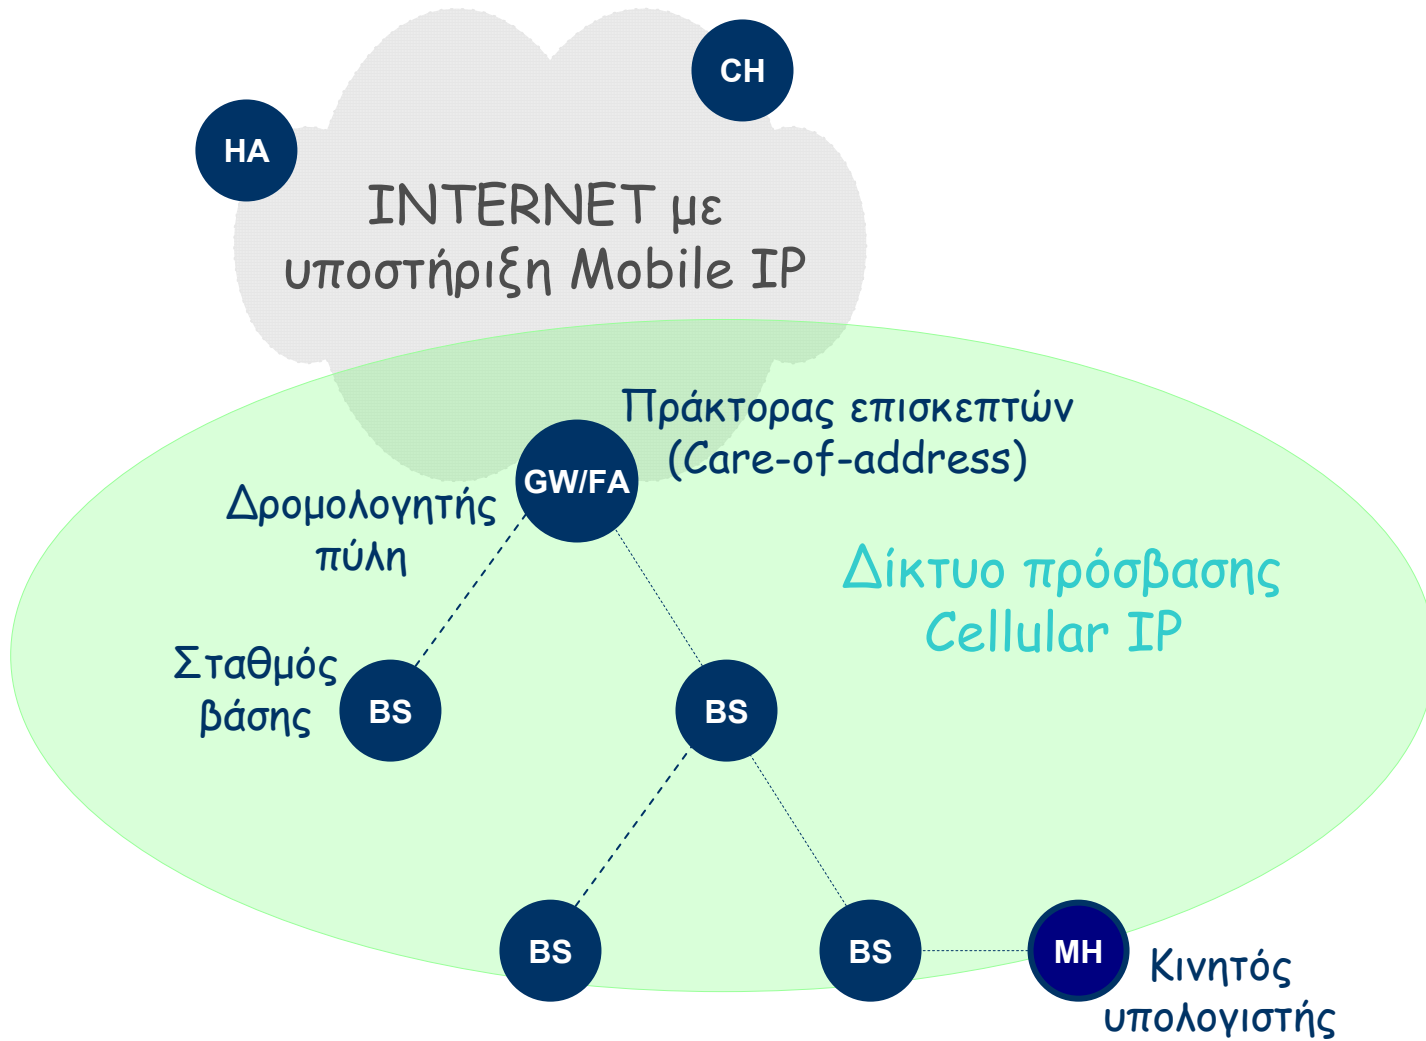 CH
HA
INTERNET με
υποστήριξη Mobile IP
Πράκτορας επισκεπτών
(Care-of-address)
GW/FA
Δρομολογητής
πύλη
Δίκτυο πρόσβασης
Cellular IP
Σταθμός
βάσης
BS
BS
BS
BS
MH
Κινητός
υπολογιστής